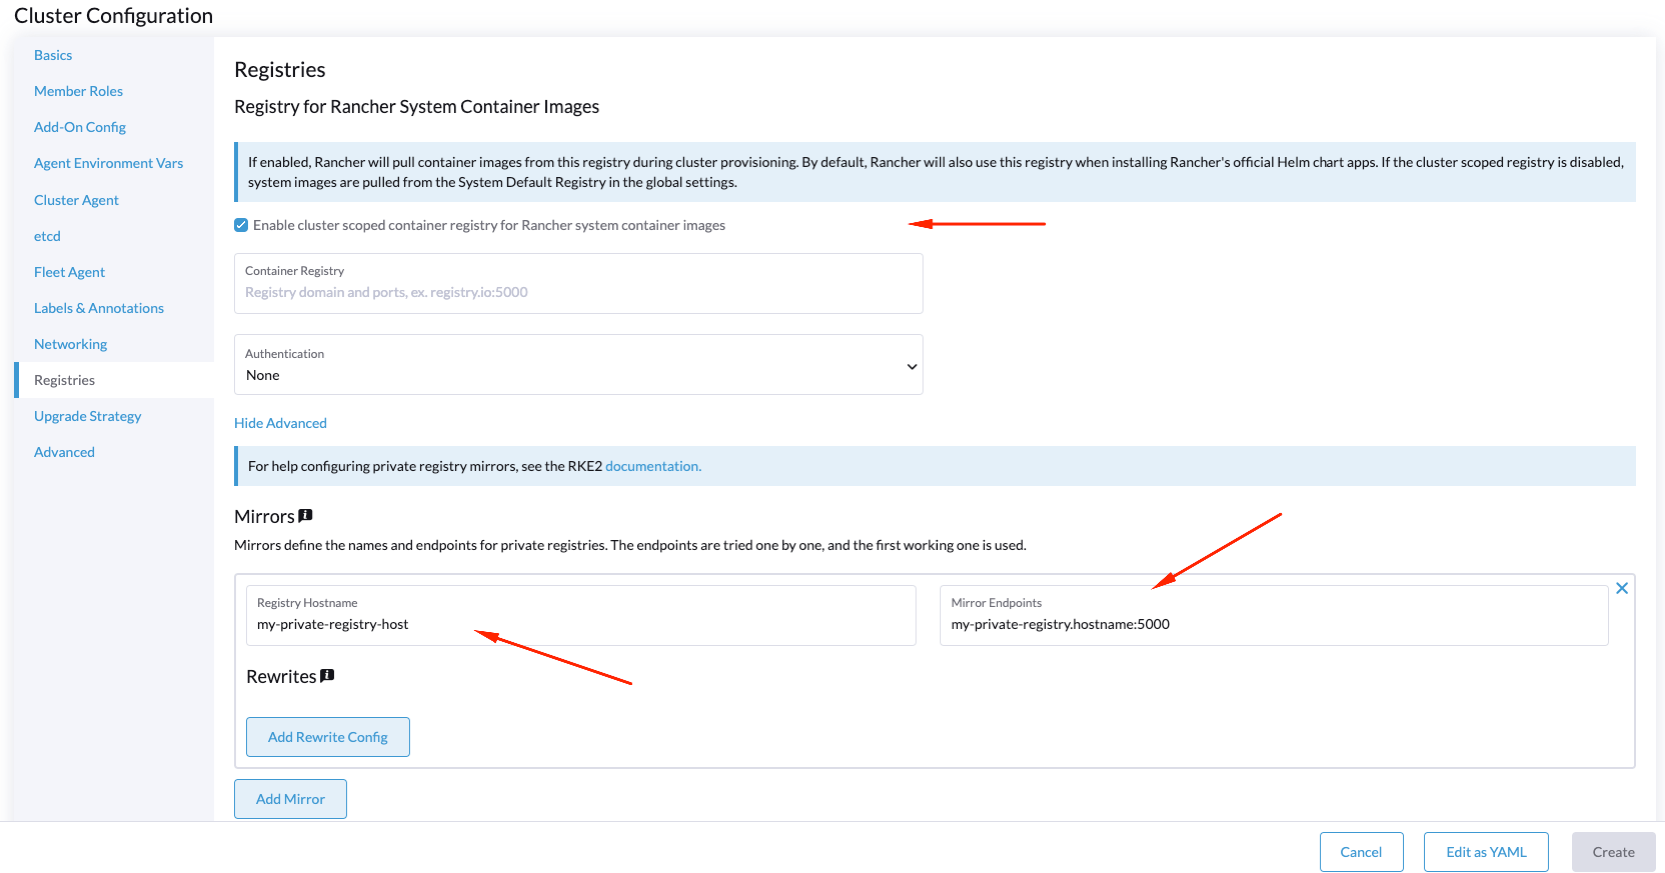 Cluster Configuration
Basics
Member Roles
Add-On Config
Agent Environment Vars
Cluster Agent
etcd
Fleet Agent
Labels & Annotations
Networking
Registries
Upgrade Strategy
Advanced
Registries
Registry for Rancher System Container Images
If enabled, Rancher will pull container images from this registry during cluster provisioning. By default, Rancher will also use this registry when installing Rancher's official Helm chart apps. If the cluster scoped registry is disabled,
system images are pulled from the System Default Registry in the global settings.
Enable cluster scoped container registry for Rancher system container images
Container Registry
Registry domain and ports, ex. registry.io:5000
Authentication
None
Hide Advanced
For help configuring private registry mirrors, see the RKE2 documentation.
Mirrors
Mirrors define the names and endpoints for private registries. The endpoints are tried one by one, and the first working one is used.
Registry Hostname
my-private-registry-host
Mirror Endpoints
my-private-registry.hostname:5000
Rewrites
Add Rewrite Config
Add Mirror
Cancel
Edit as YAML
Create